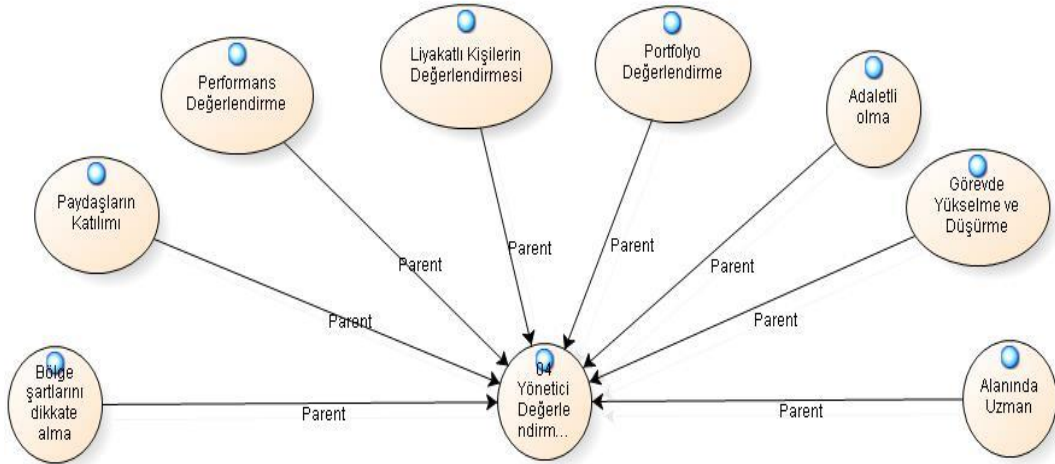 Liyakatlı Kişilerin
Değerlendirmesi
Portfolyo
Değerlendirme
Performans
Değerlendirme
Adaletli
olma
Paydaşların
Katılımı
Görevde
Yükselme ve
Düşürme
Parent
Parent
Parent
Parent
Parent
Parent
Bölge
şartlarını
dikkate
alma
Parent
04
Yönetici
Değerle
ndirm...
Parent
Alanında
Uzman